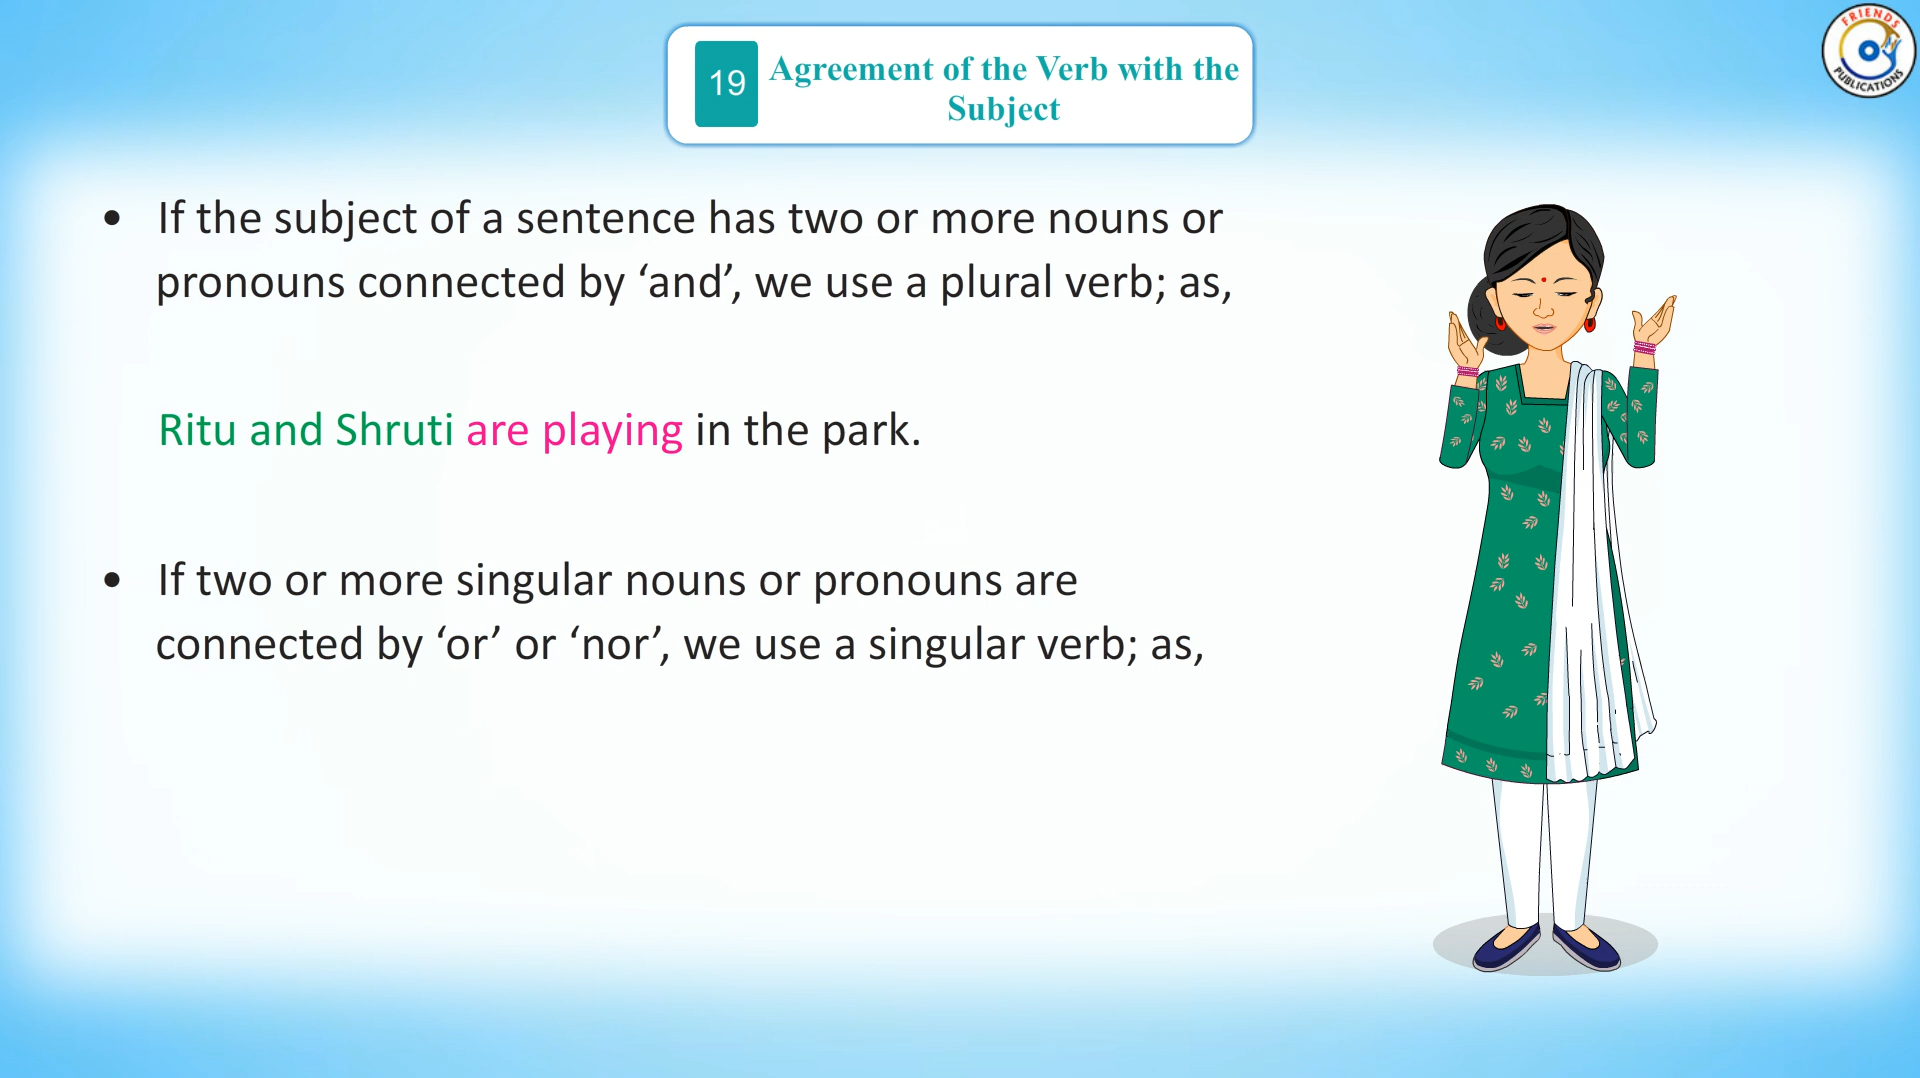 19
Agreement of the Verb with the
Subject
FRIENDS
PUBLICATIONS
• If the subject of a sentence has two or more nouns or
pronouns connected by ‘and’, we use a plural verb; as,
Ritu and Shruti are playing in the park.
• If two or more singular nouns or pronouns are
connected by ‘or’ or ‘nor’, we use a singular verb; as,